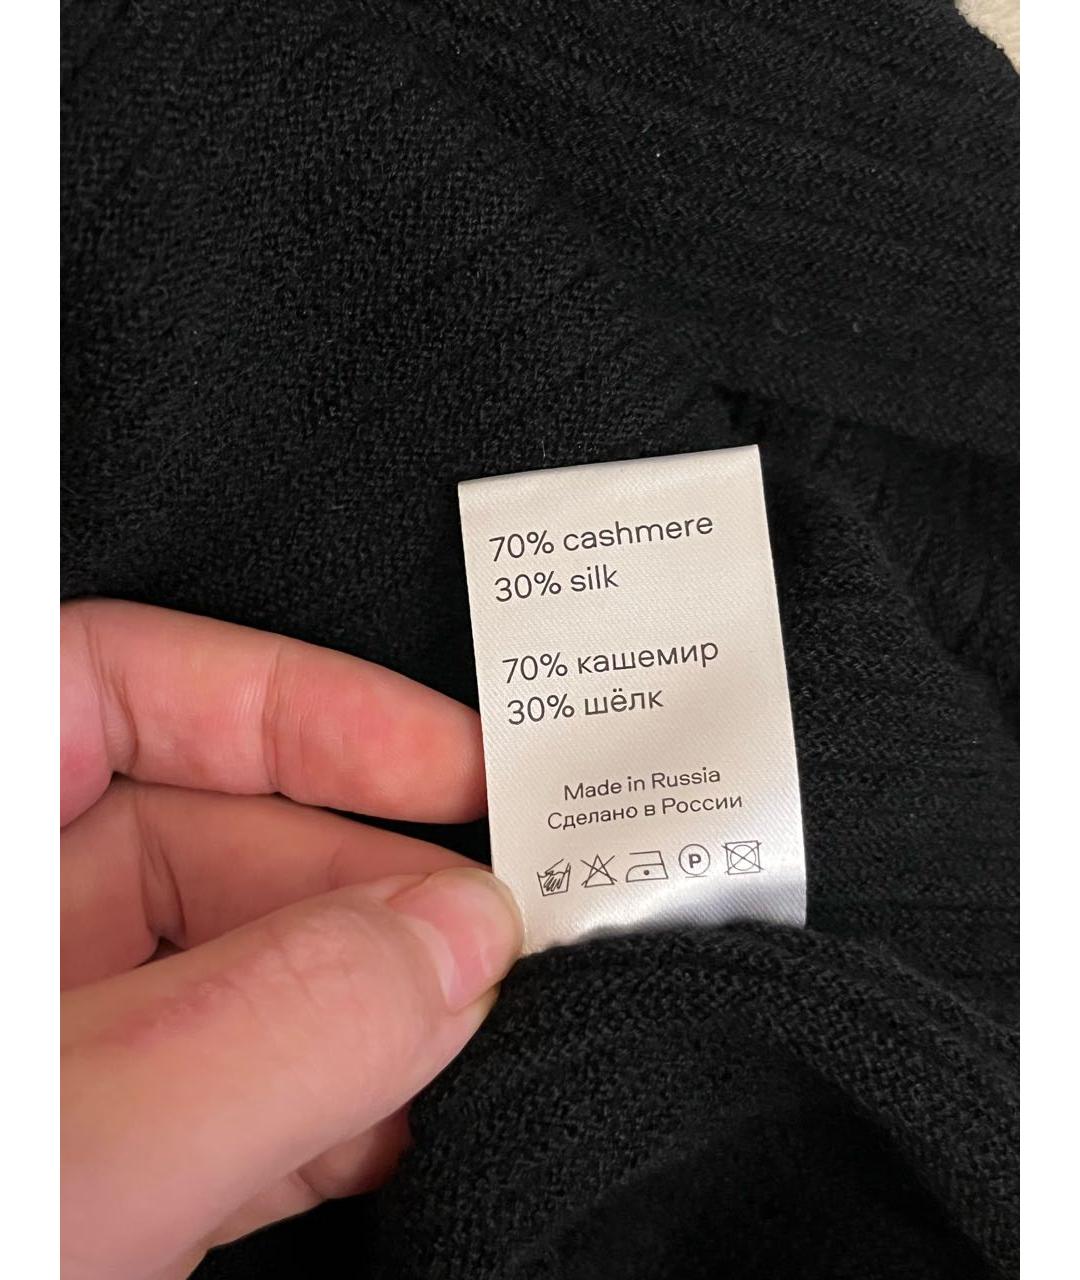 70% cashmere
30% silk
70% кашемир
30% шёлк
Made in Russia
Сделано в России
P